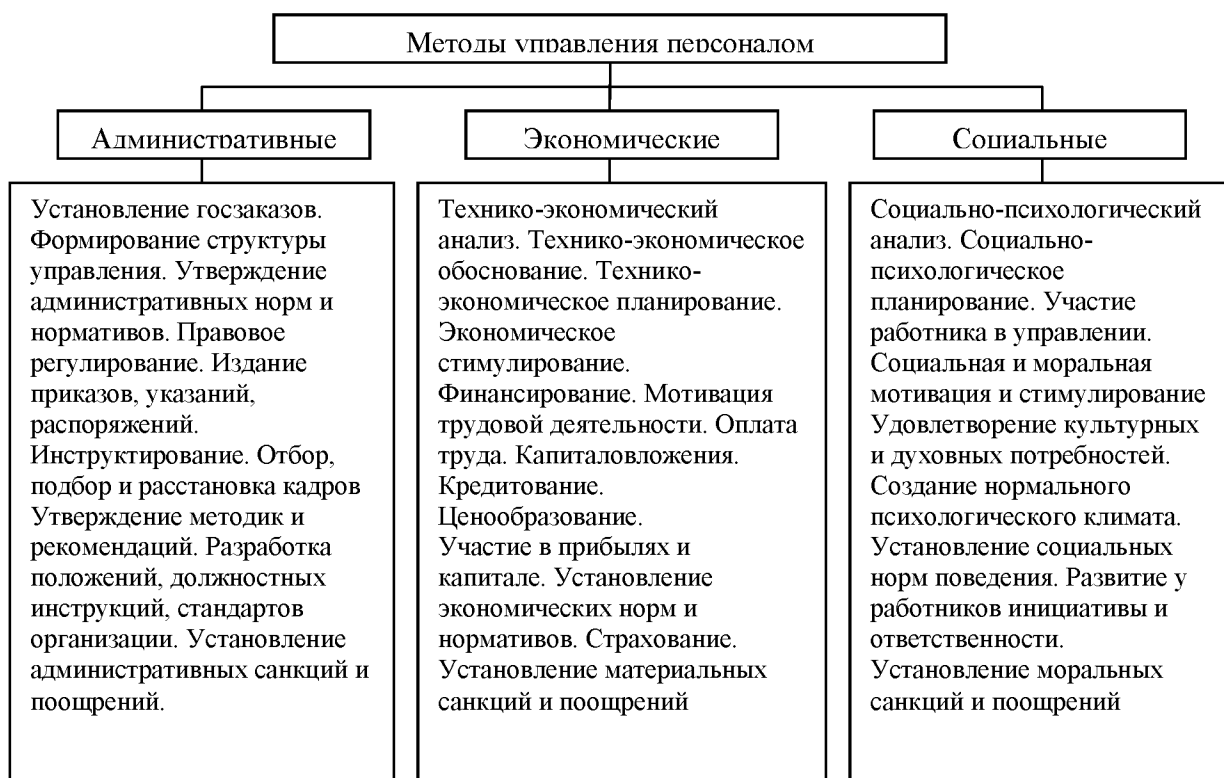 Методы управления персоналом
Административные
Экономические
Социальные
Установление госзаказов.
Формирование структуры
управления. Утверждение
административных норм и
нормативов. Правовое
регулирование. Издание
приказов, указаний,
распоряжений.
Инструктирование. Отбор,
подбор и расстановка кадров
Утверждение методик и
рекомендаций. Разработка
положений, должностных
инструкций, стандартов
организации. Установление
административных санкций и
поощрений.
Технико-экономический
анализ. Технико-экономическое
обоснование. Технико-
экономическое планирование.
Экономическое
стимулирование.
Финансирование. Мотивация
трудовой деятельности. Оплата
труда. Капиталовложения.
Кредитование.
Ценообразование.
Участие в прибылях и
капитале. Установление
экономических норм и
нормативов. Страхование.
Установление материальных
санкций и поощрений
Социально-психологический
анализ. Социально-
психологическое
планирование. Участие
работника в управлении.
Социальная и моральная
мотивация и стимулирование
Удовлетворение культурных
и духовных потребностей.
Создание нормального
психологического климата.
Установление социальных
норм поведения. Развитие у
работников инициативы и
ответственности.
Установление моральных
санкций и поощрений